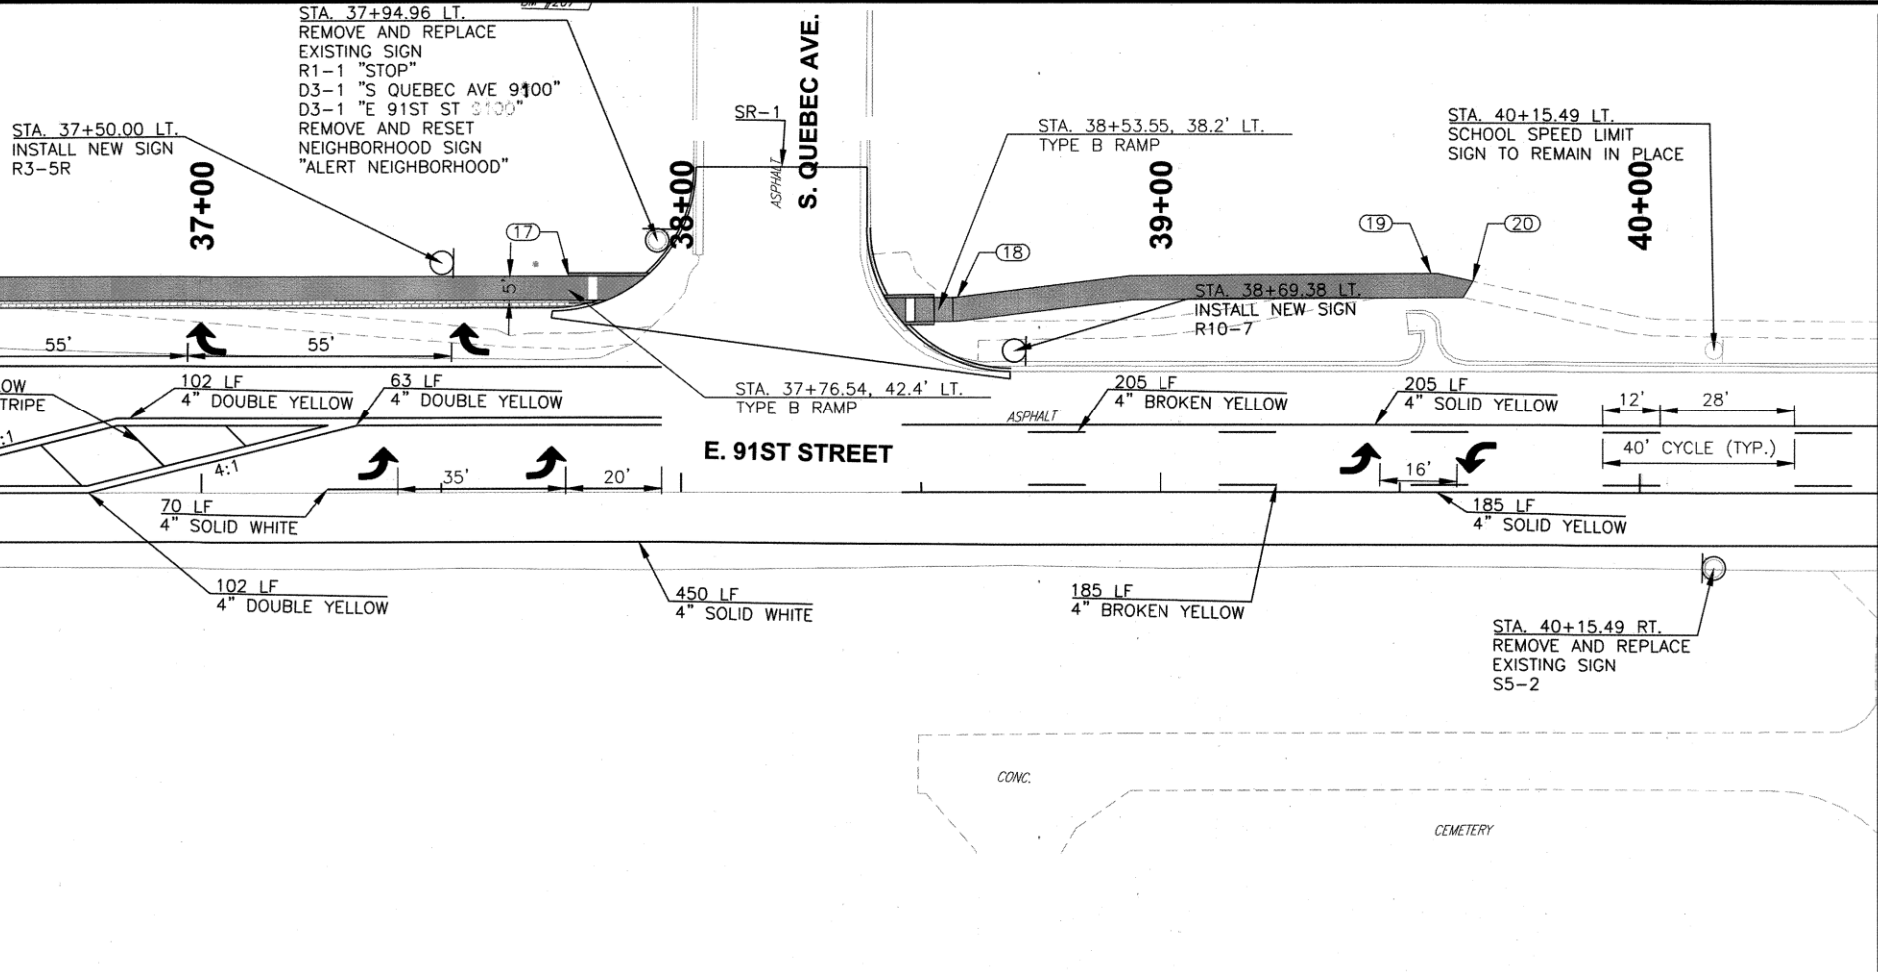 STA. 37+94.96 LT.
REMOVE AND REPLACE
EXISTING SIGN
R1-1 "STOP"
D3-1 "S QUEBEC AVE 9100"
D3-1 "E 91ST ST
REMOVE AND RESET
NEIGHBORHOOD SIGN
"ALERT NEIGHBORHOOD"
STA. 37+50.00 LT.
INSTALL NEW SIGN
R3-5R
37+00
38+00
SR-1
ASPHALT
S. QUEBEC AVE.
STA. 38+53.55, 38.2' LT.
TYPE B RAMP
39+00
STA. 40+15.49 LT.
SCHOOL SPEED LIMIT
SIGN TO REMAIN IN PLACE
40+00
17
18
19
20
5'
STA. 38+69.38 LT.
INSTALL NEW SIGN
R10-7
55'
55'
STA. 37+76.54, 42.4' LT.
TYPE B RAMP
102 LF
4" DOUBLE YELLOW
63 LF
4" DOUBLE YELLOW
205 LF
4" BROKEN YELLOW
205 LF
4" SOLID YELLOW
12'
28'
40' CYCLE (TYP.)
ASPHALT
E. 91ST STREET
4:1
35'
20'
16'
70 LF
4" SOLID WHITE
185 LF
4" SOLID YELLOW
102 LF
4" DOUBLE YELLOW
450 LF
4" SOLID WHITE
185 LF
4" BROKEN YELLOW
STA. 40+15.49 RT.
REMOVE AND REPLACE
EXISTING SIGN
S5-2
CONC.
CEMETERY